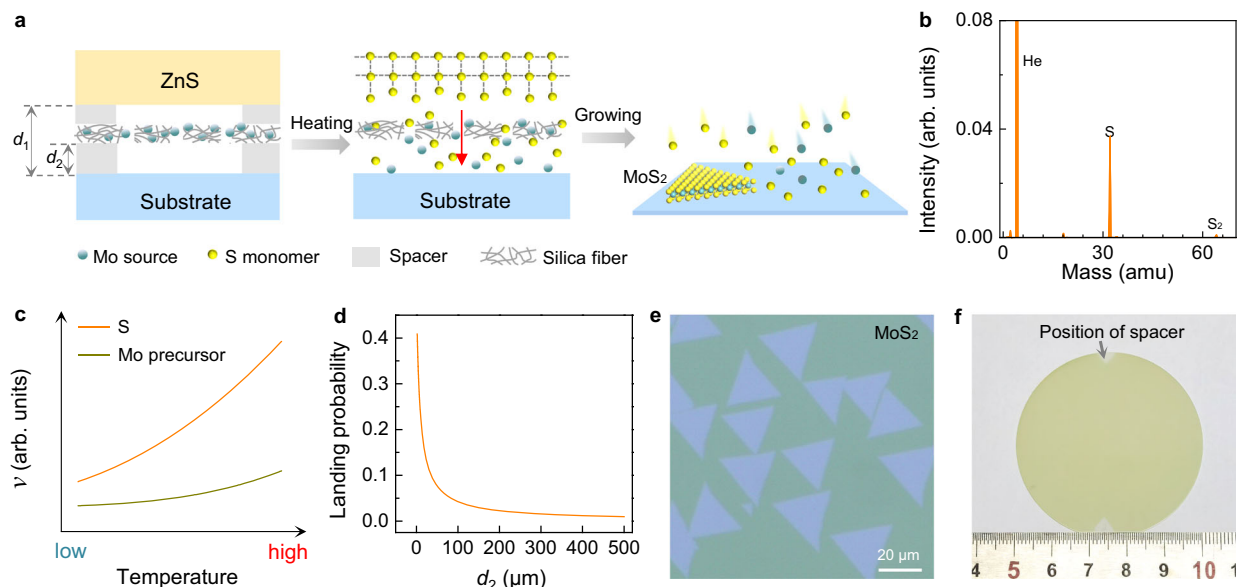 a
ZnS
d1
d2
Substrate
Heating
Substrate
Growing
MoS2
Mo source
S monomer
Spacer
Silica fiber
b
Intensity (arb. units)
0.08
0.04
0.00
He
S
S2
0
30
60
Mass (amu)
c
ν (arb. units)
S
Mo precursor
low
high
Temperature
d
Landing probability
0.4
0.3
0.2
0.1
0.0
0 100 200 300 400 500
d2 (µm)
e
MoS2
20 µm
f
Position of spacer
4 5 6 7 8 9 10 1